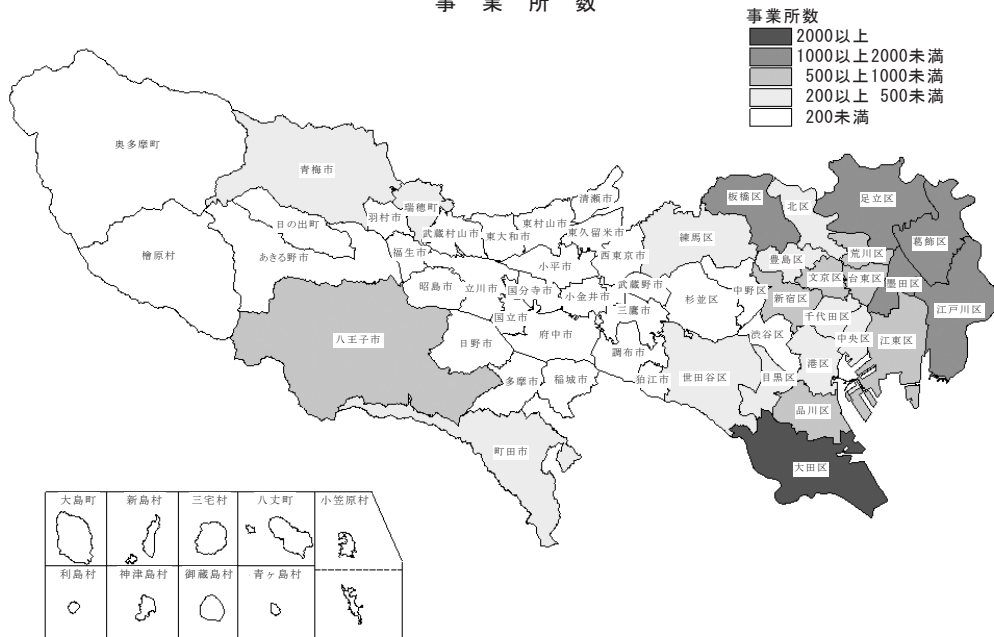 事業所数
事業所数
2000以上
1000以上2000未満
500以上1000未満
200以上 500未満
200未満
奥多摩町
青梅市
瑞穂町
羽村市
日の出町
檜原村
あきる野市
福生市
武蔵村山市
東大和市
東村山市
清瀬市
東久留米市
西東京市
小平市
昭島市
立川市
国分寺市
小金井市
武蔵野市
三鷹市
国立市
府中市
八王子市
日野市
調布市
多摩市
稲城市
狛江市
町田市
板橋区
北区
足立区
練馬区
豊島区
荒川区
葛飾区
文京区
台東区
墨田区
杉並区
中野区
新宿区
千代田区
江戸川区
渋谷区
中央区
江東区
世田谷区
目黒区
港区
品川区
大田区
大島町
新島村
三宅村
八丈町
小笠原村
利島村
神津島村
御蔵島村
青ヶ島村